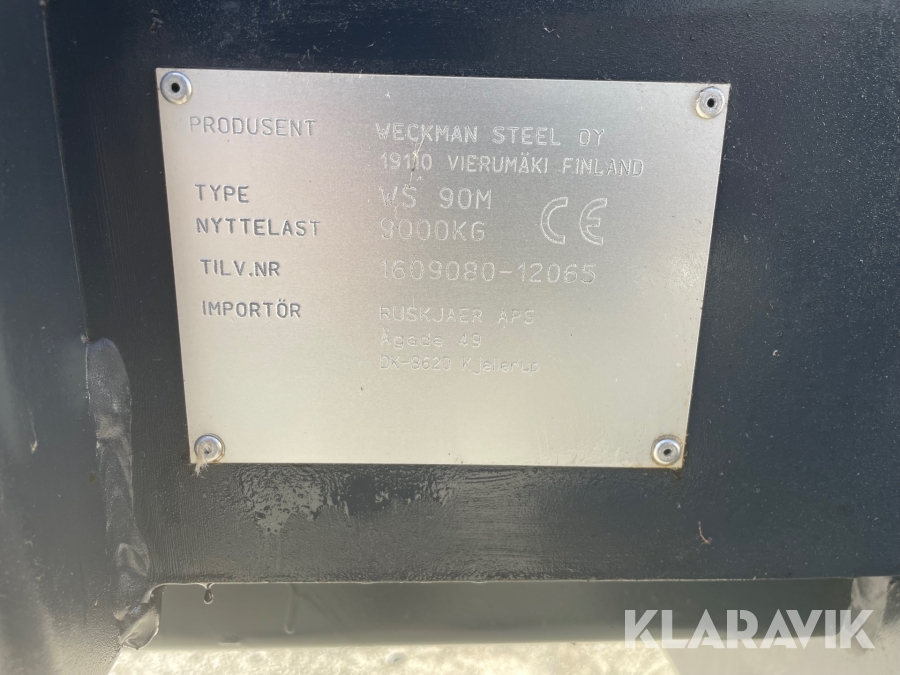 PRODUSENT WECKMAN STEEL OY
19110 VIERUMÄKI FINLAND
TYPE WS 90M
NYTTELAST 9000KG CE
TILV.NR 1609080-12065
IMPORTÖR RUSKJAER APS
Ågade 49
DK-8620 Kjellerup
KLARAVIK